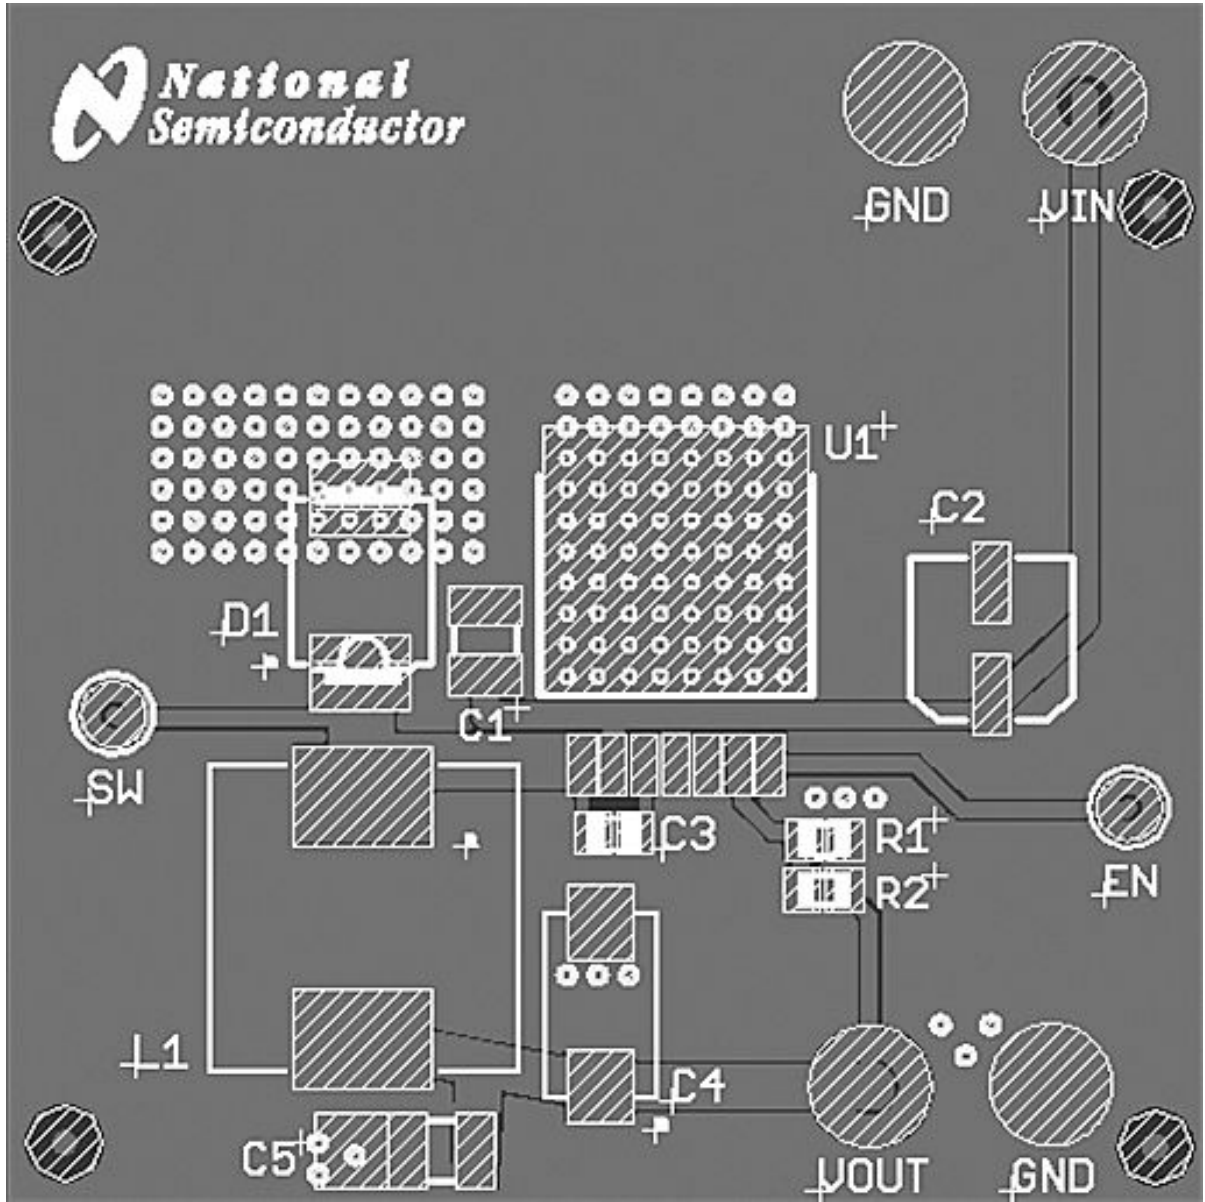 National
Semiconductor
GND
VIN
U1
C2
D1
C1
SW
C3
R1
R2
EN
L1
C4
C5
VOUT
GND